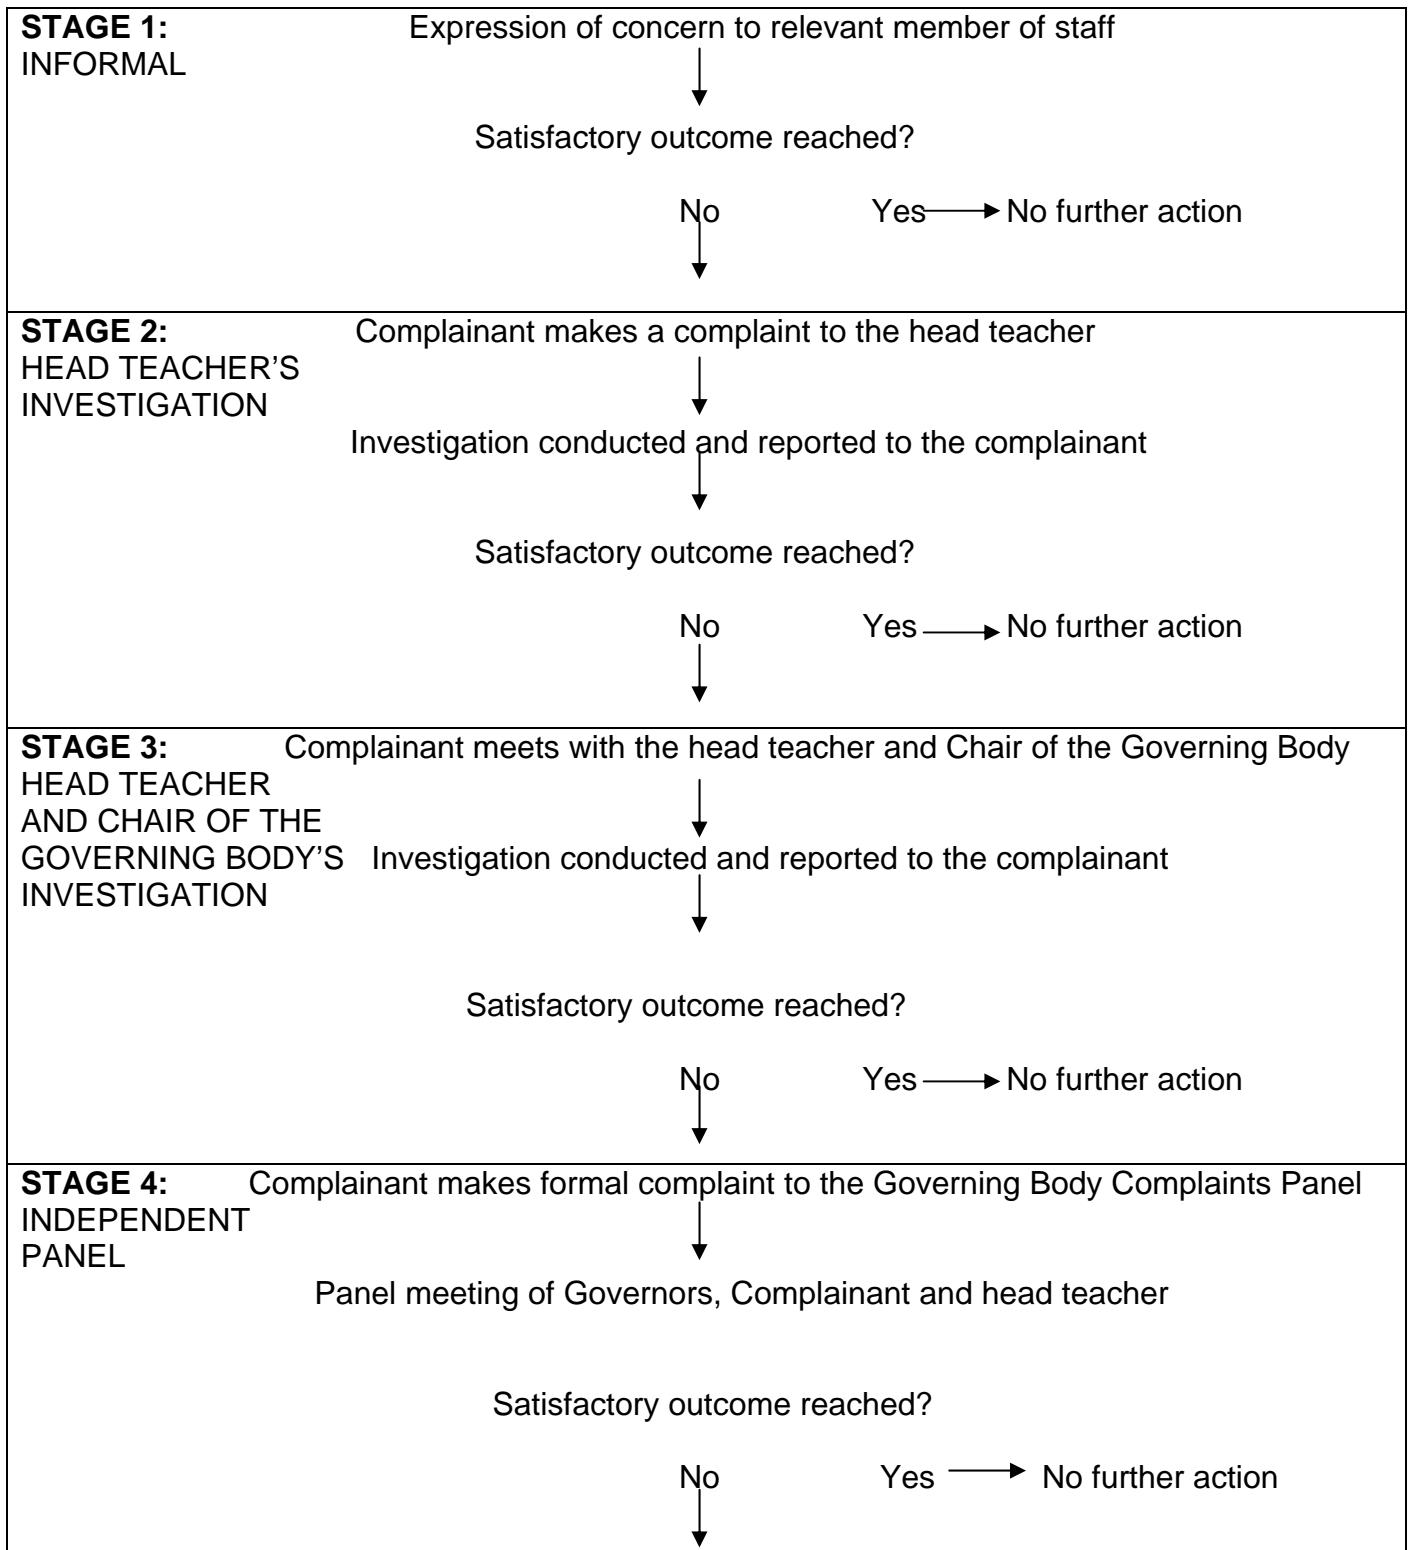 STAGE 1: Expression of concern to relevant member of staff
INFORMAL
Satisfactory outcome reached?
No Yes No further action
STAGE 2: Complainant makes a complaint to the head teacher
HEAD TEACHER’S
INVESTIGATION
Investigation conducted and reported to the complainant
Satisfactory outcome reached?
No Yes No further action
STAGE 3: Complainant meets with the head teacher and Chair of the Governing Body
HEAD TEACHER
AND CHAIR OF THE
GOVERNING BODY’S Investigation conducted and reported to the complainant
INVESTIGATION
Satisfactory outcome reached?
No Yes No further action
STAGE 4: Complainant makes formal complaint to the Governing Body Complaints Panel
INDEPENDENT
PANEL
Panel meeting of Governors, Complainant and head teacher
Satisfactory outcome reached?
No Yes No further action